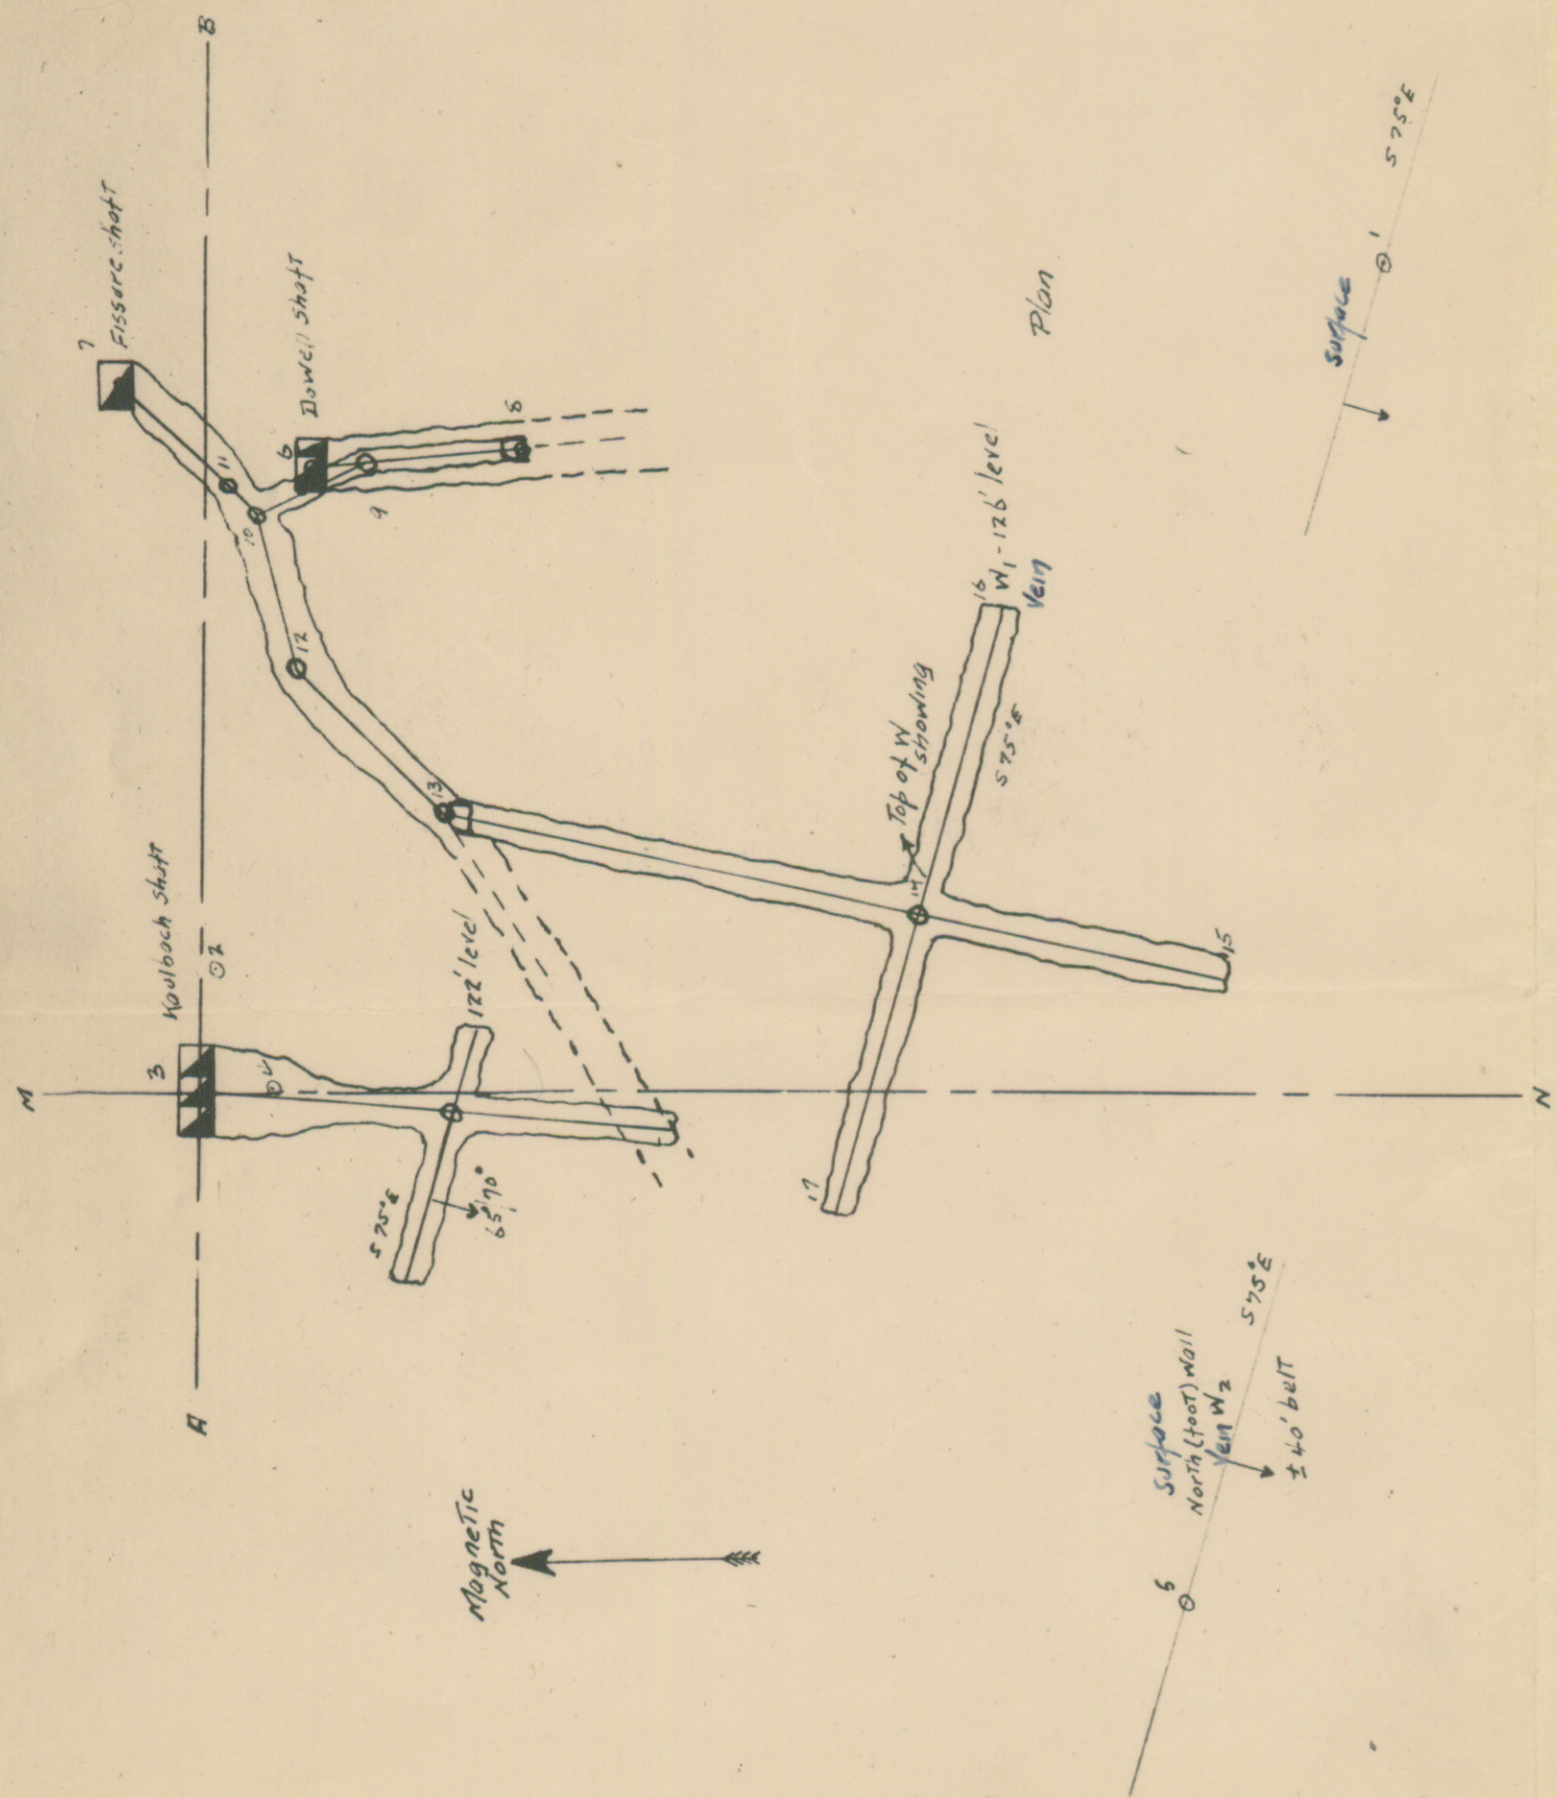 M
A
B
7
Fissure shaft
Kaulbach shaft
3
⊙2
4
11
10
6
Dowell shaft
8
9
12
13
122' level
S 75° E
65°/70°
Magnetic
North
Top of W
showing
14
16
W₁ - 126' level
Vein
S 75° E
15
17
Plan
Surface
1
S 75° E
Surface
North (foot) Wall
Vein W₂
S 75° E
± 40' belt
5
N